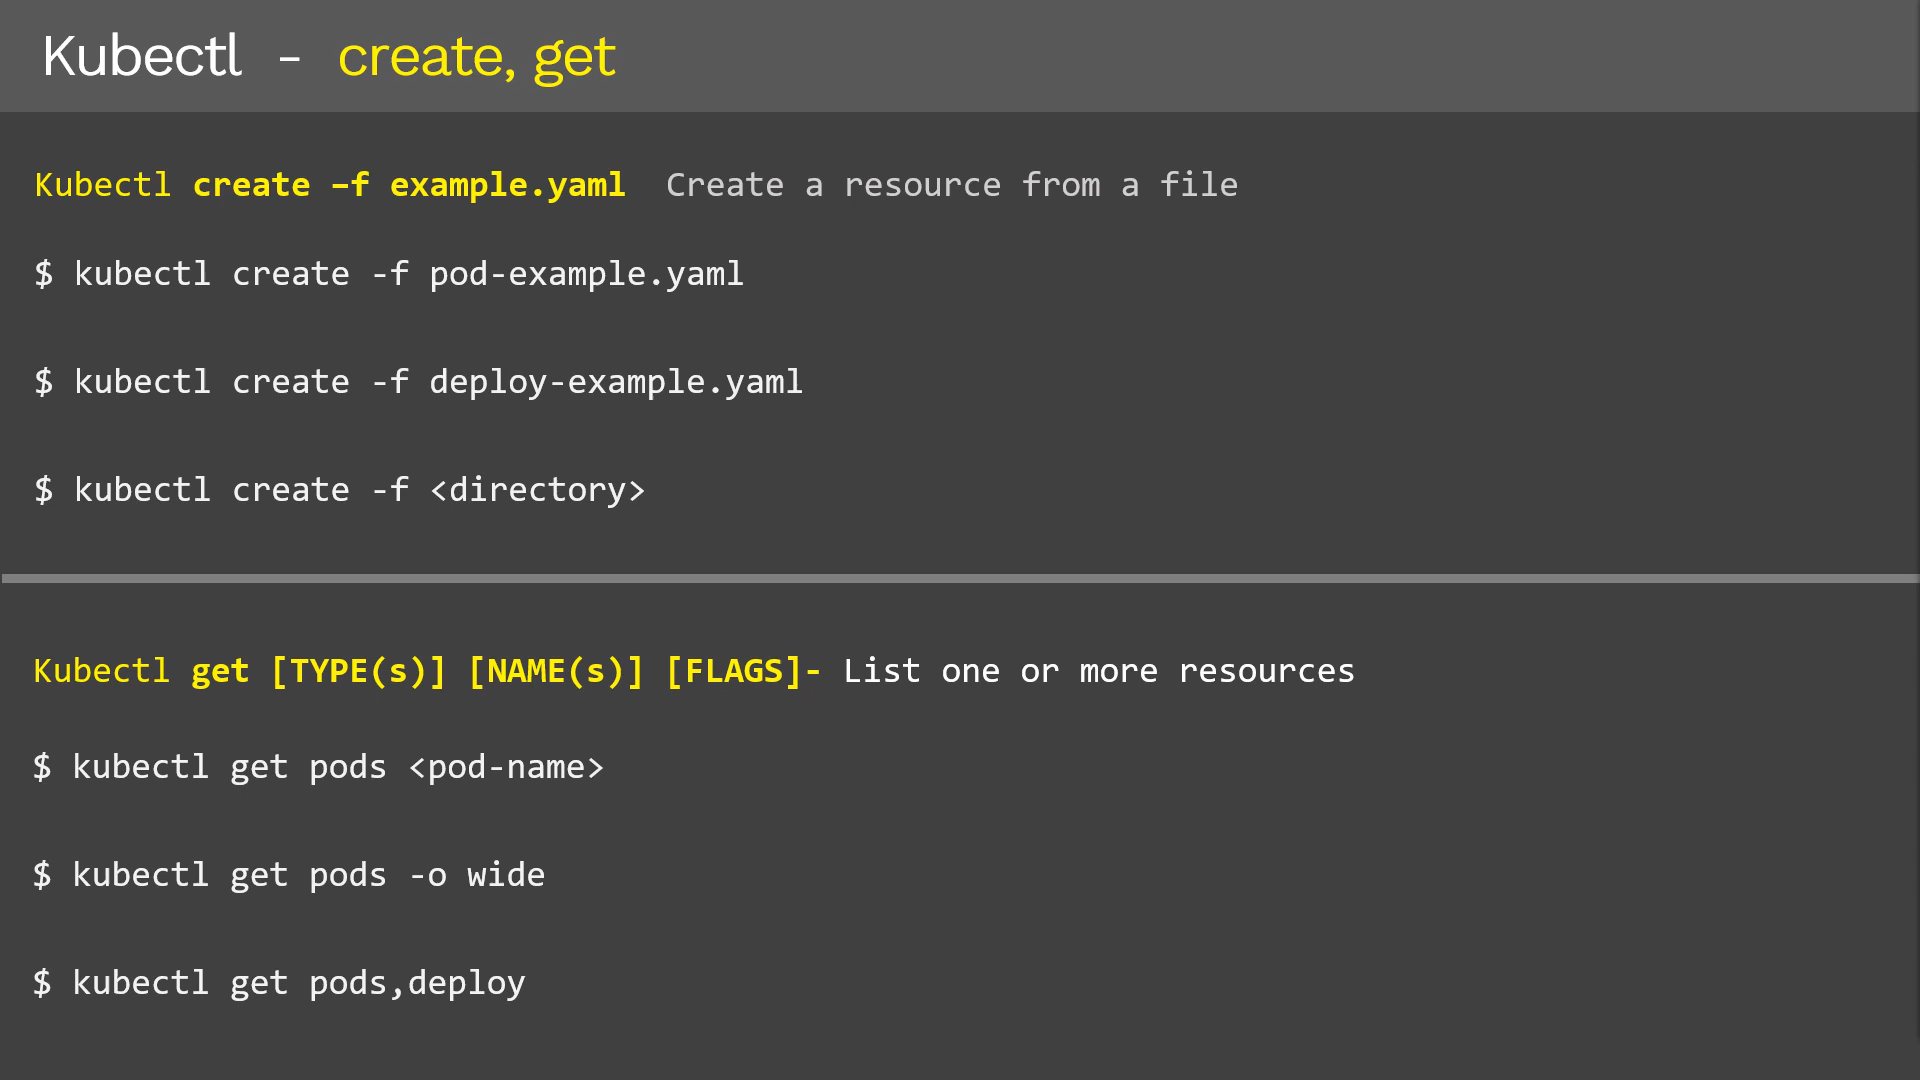 Kubectl - create, get
Kubectl create –f example.yaml Create a resource from a file
$ kubectl create -f pod-example.yaml
$ kubectl create -f deploy-example.yaml
$ kubectl create -f <directory>
Kubectl get [TYPE(s)] [NAME(s)] [FLAGS]- List one or more resources
$ kubectl get pods <pod-name>
$ kubectl get pods -o wide
$ kubectl get pods,deploy